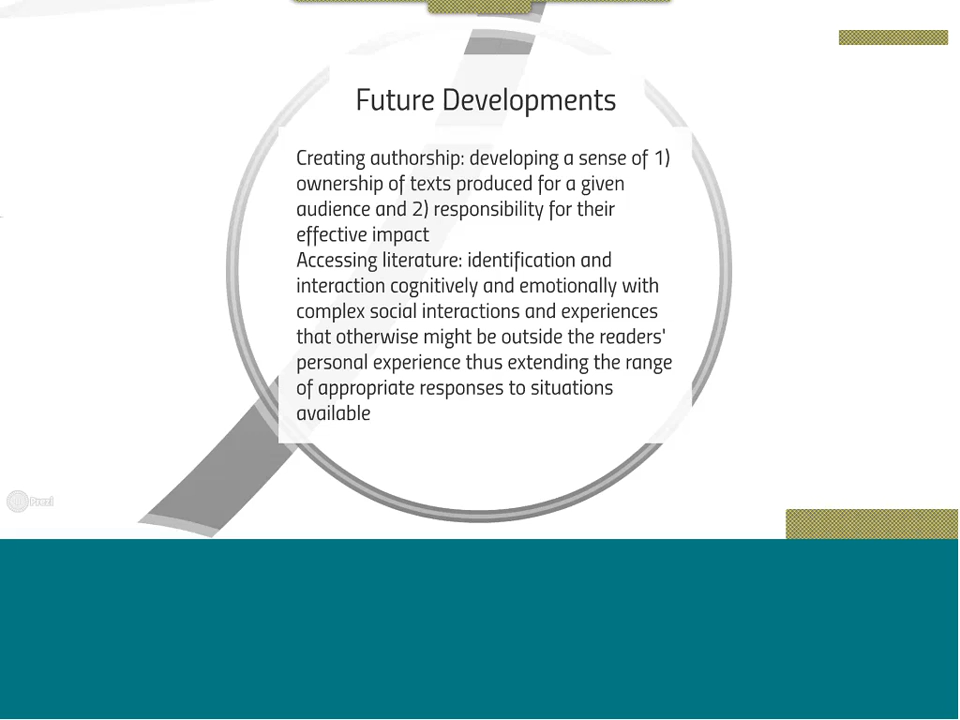 Future Developments
Creating authorship: developing a sense of 1)
ownership of texts produced for a given
audience and 2) responsibility for their
effective impact
Accessing literature: identification and
interaction cognitively and emotionally with
complex social interactions and experiences
that otherwise might be outside the readers'
personal experience thus extending the range
of appropriate responses to situations
available
Prezi